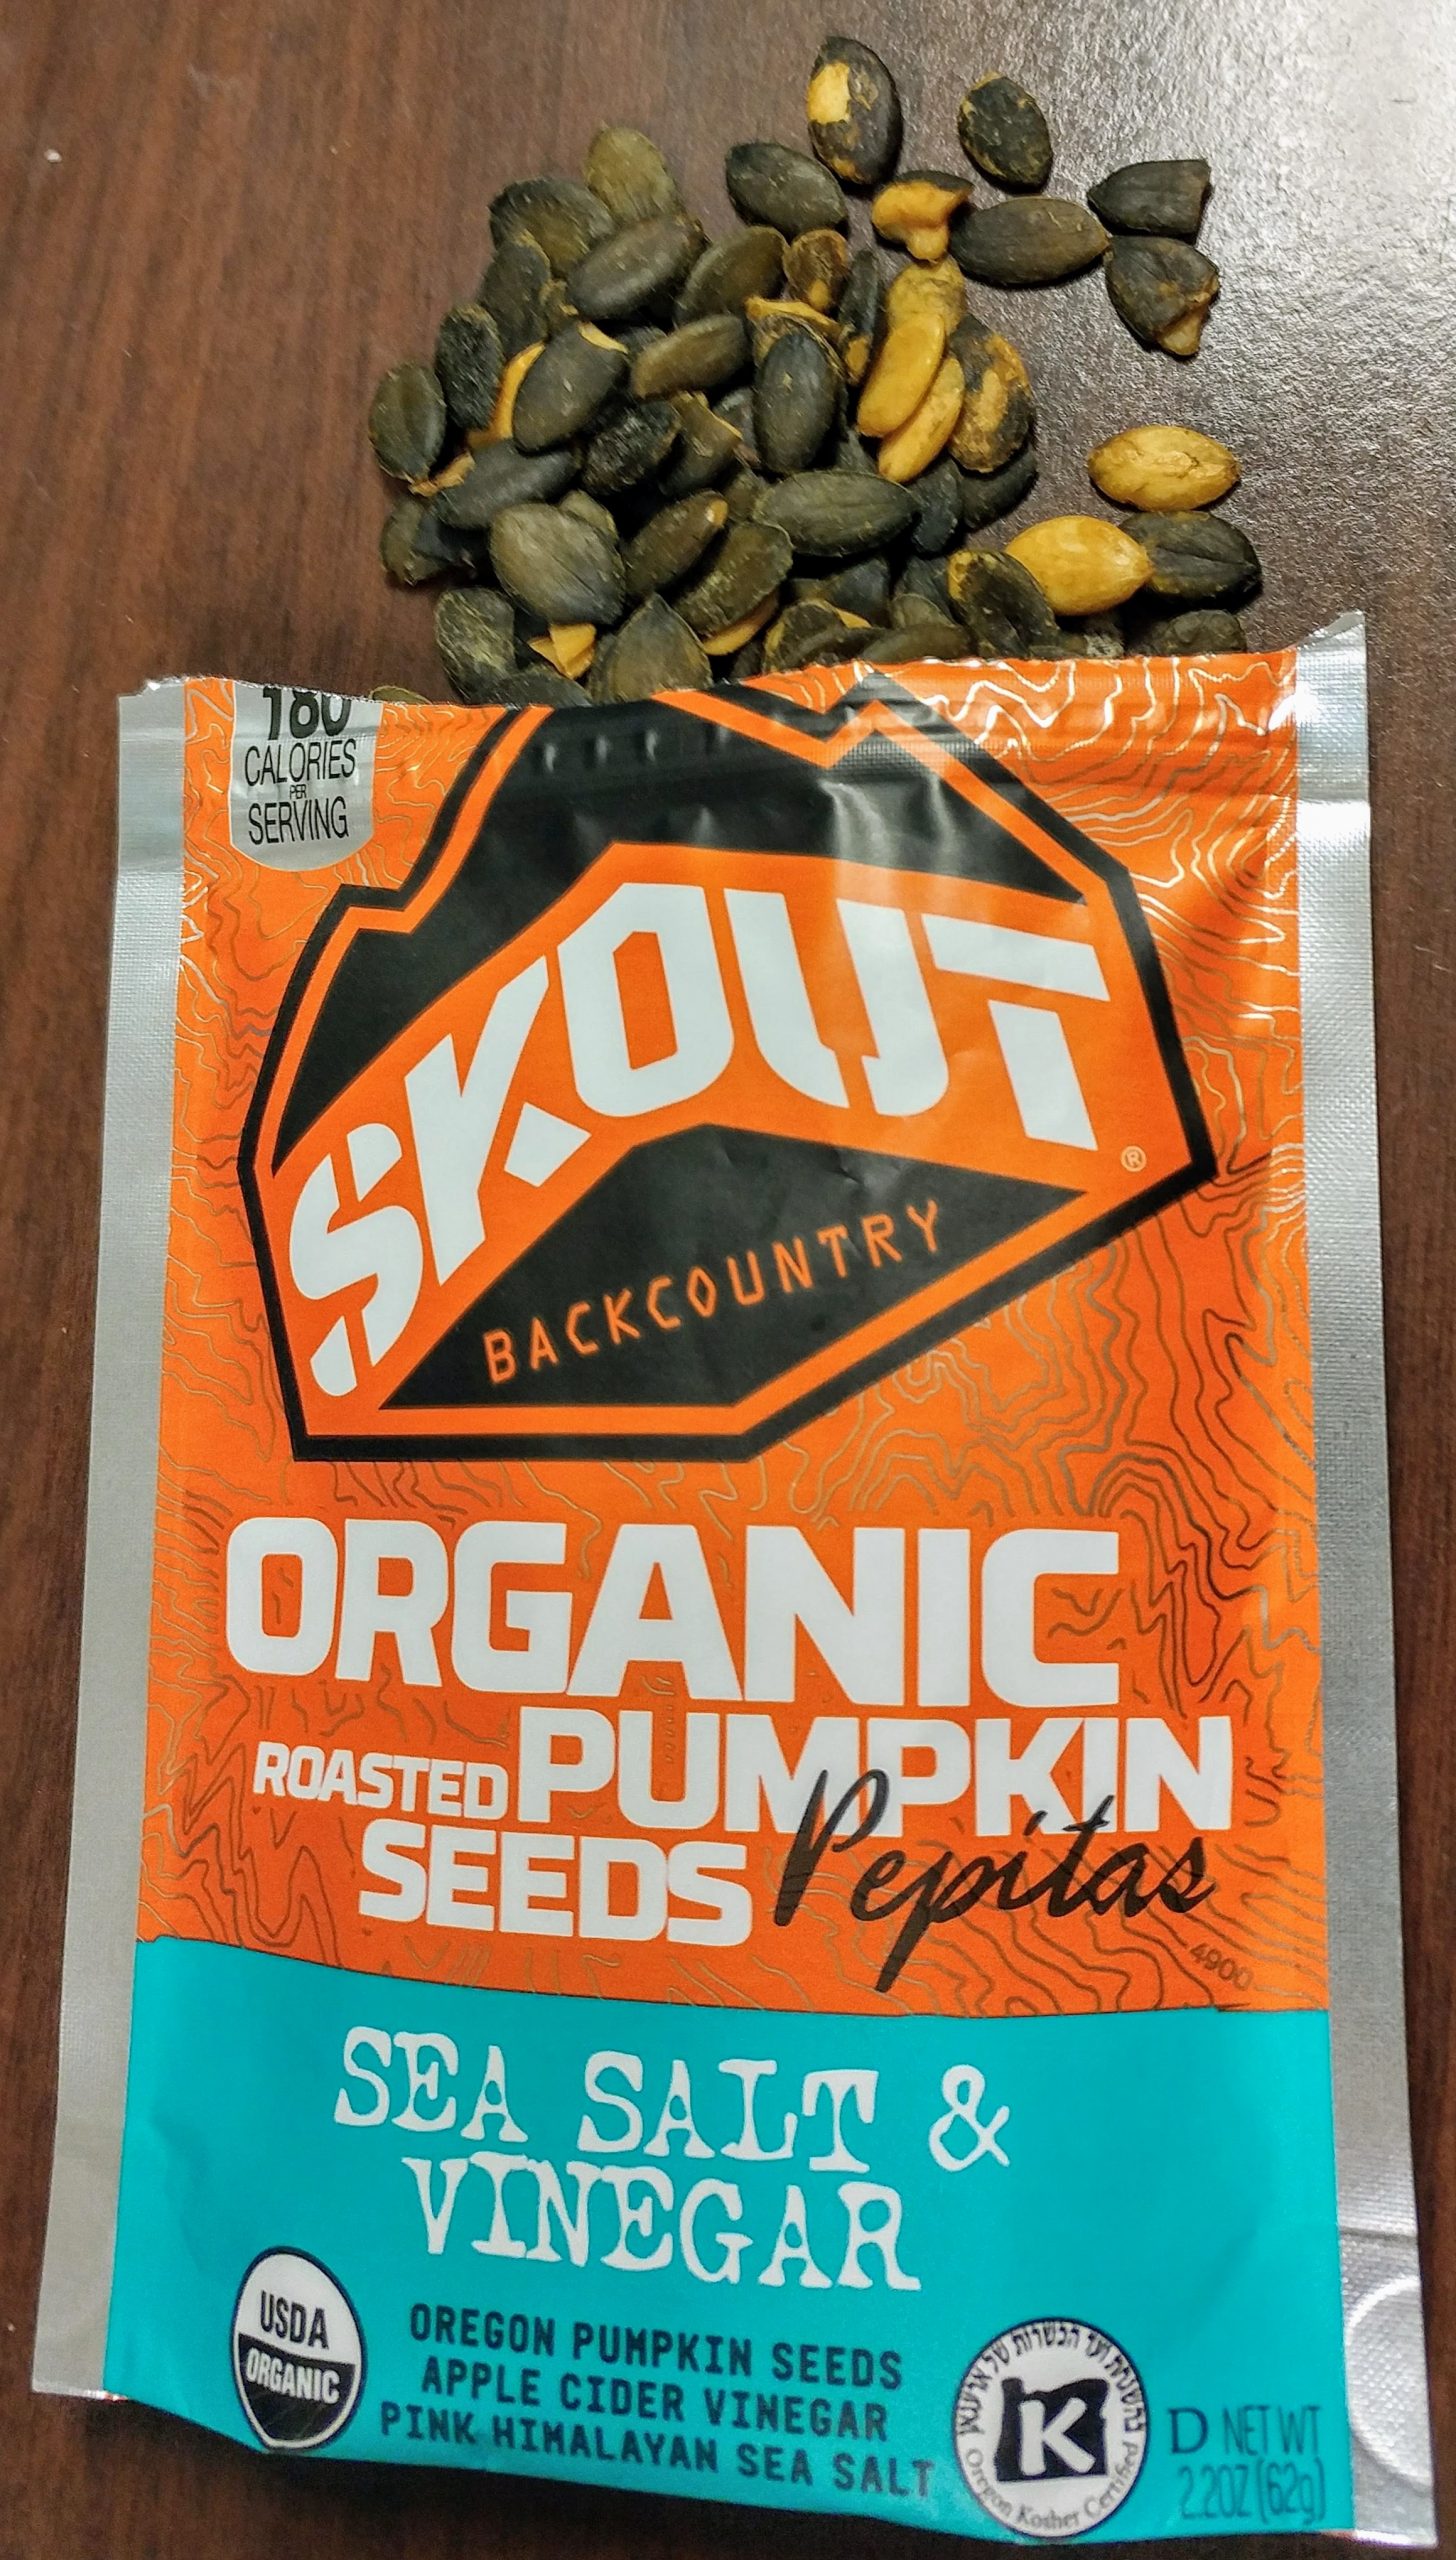 180
CALORIES
PER
SERVING
SKOUT
®
BACKCOUNTRY
ORGANIC
ROASTED PUMPKIN
SEEDS Pepitas
4900
SEA SALT &
VINEGAR
USDA
ORGANIC
OREGON PUMPKIN SEEDS
APPLE CIDER VINEGAR
PINK HIMALAYAN SEA SALT
K
Oregon Kosher Certified
D NET WT
2.2OZ (62g)